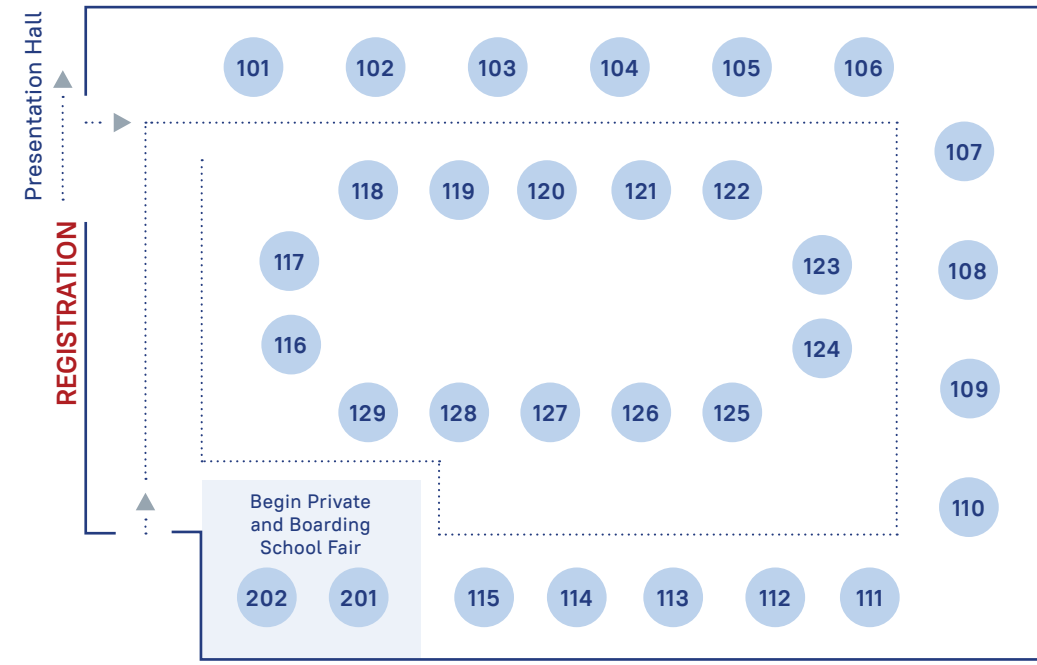 Presentation Hall
REGISTRATION
101 102 103 104 105 106
107
118 119 120 121 122
117 123
108
116 124
109
129 128 127 126 125
110
Begin Private
and Boarding
School Fair
202 201 115 114 113 112 111